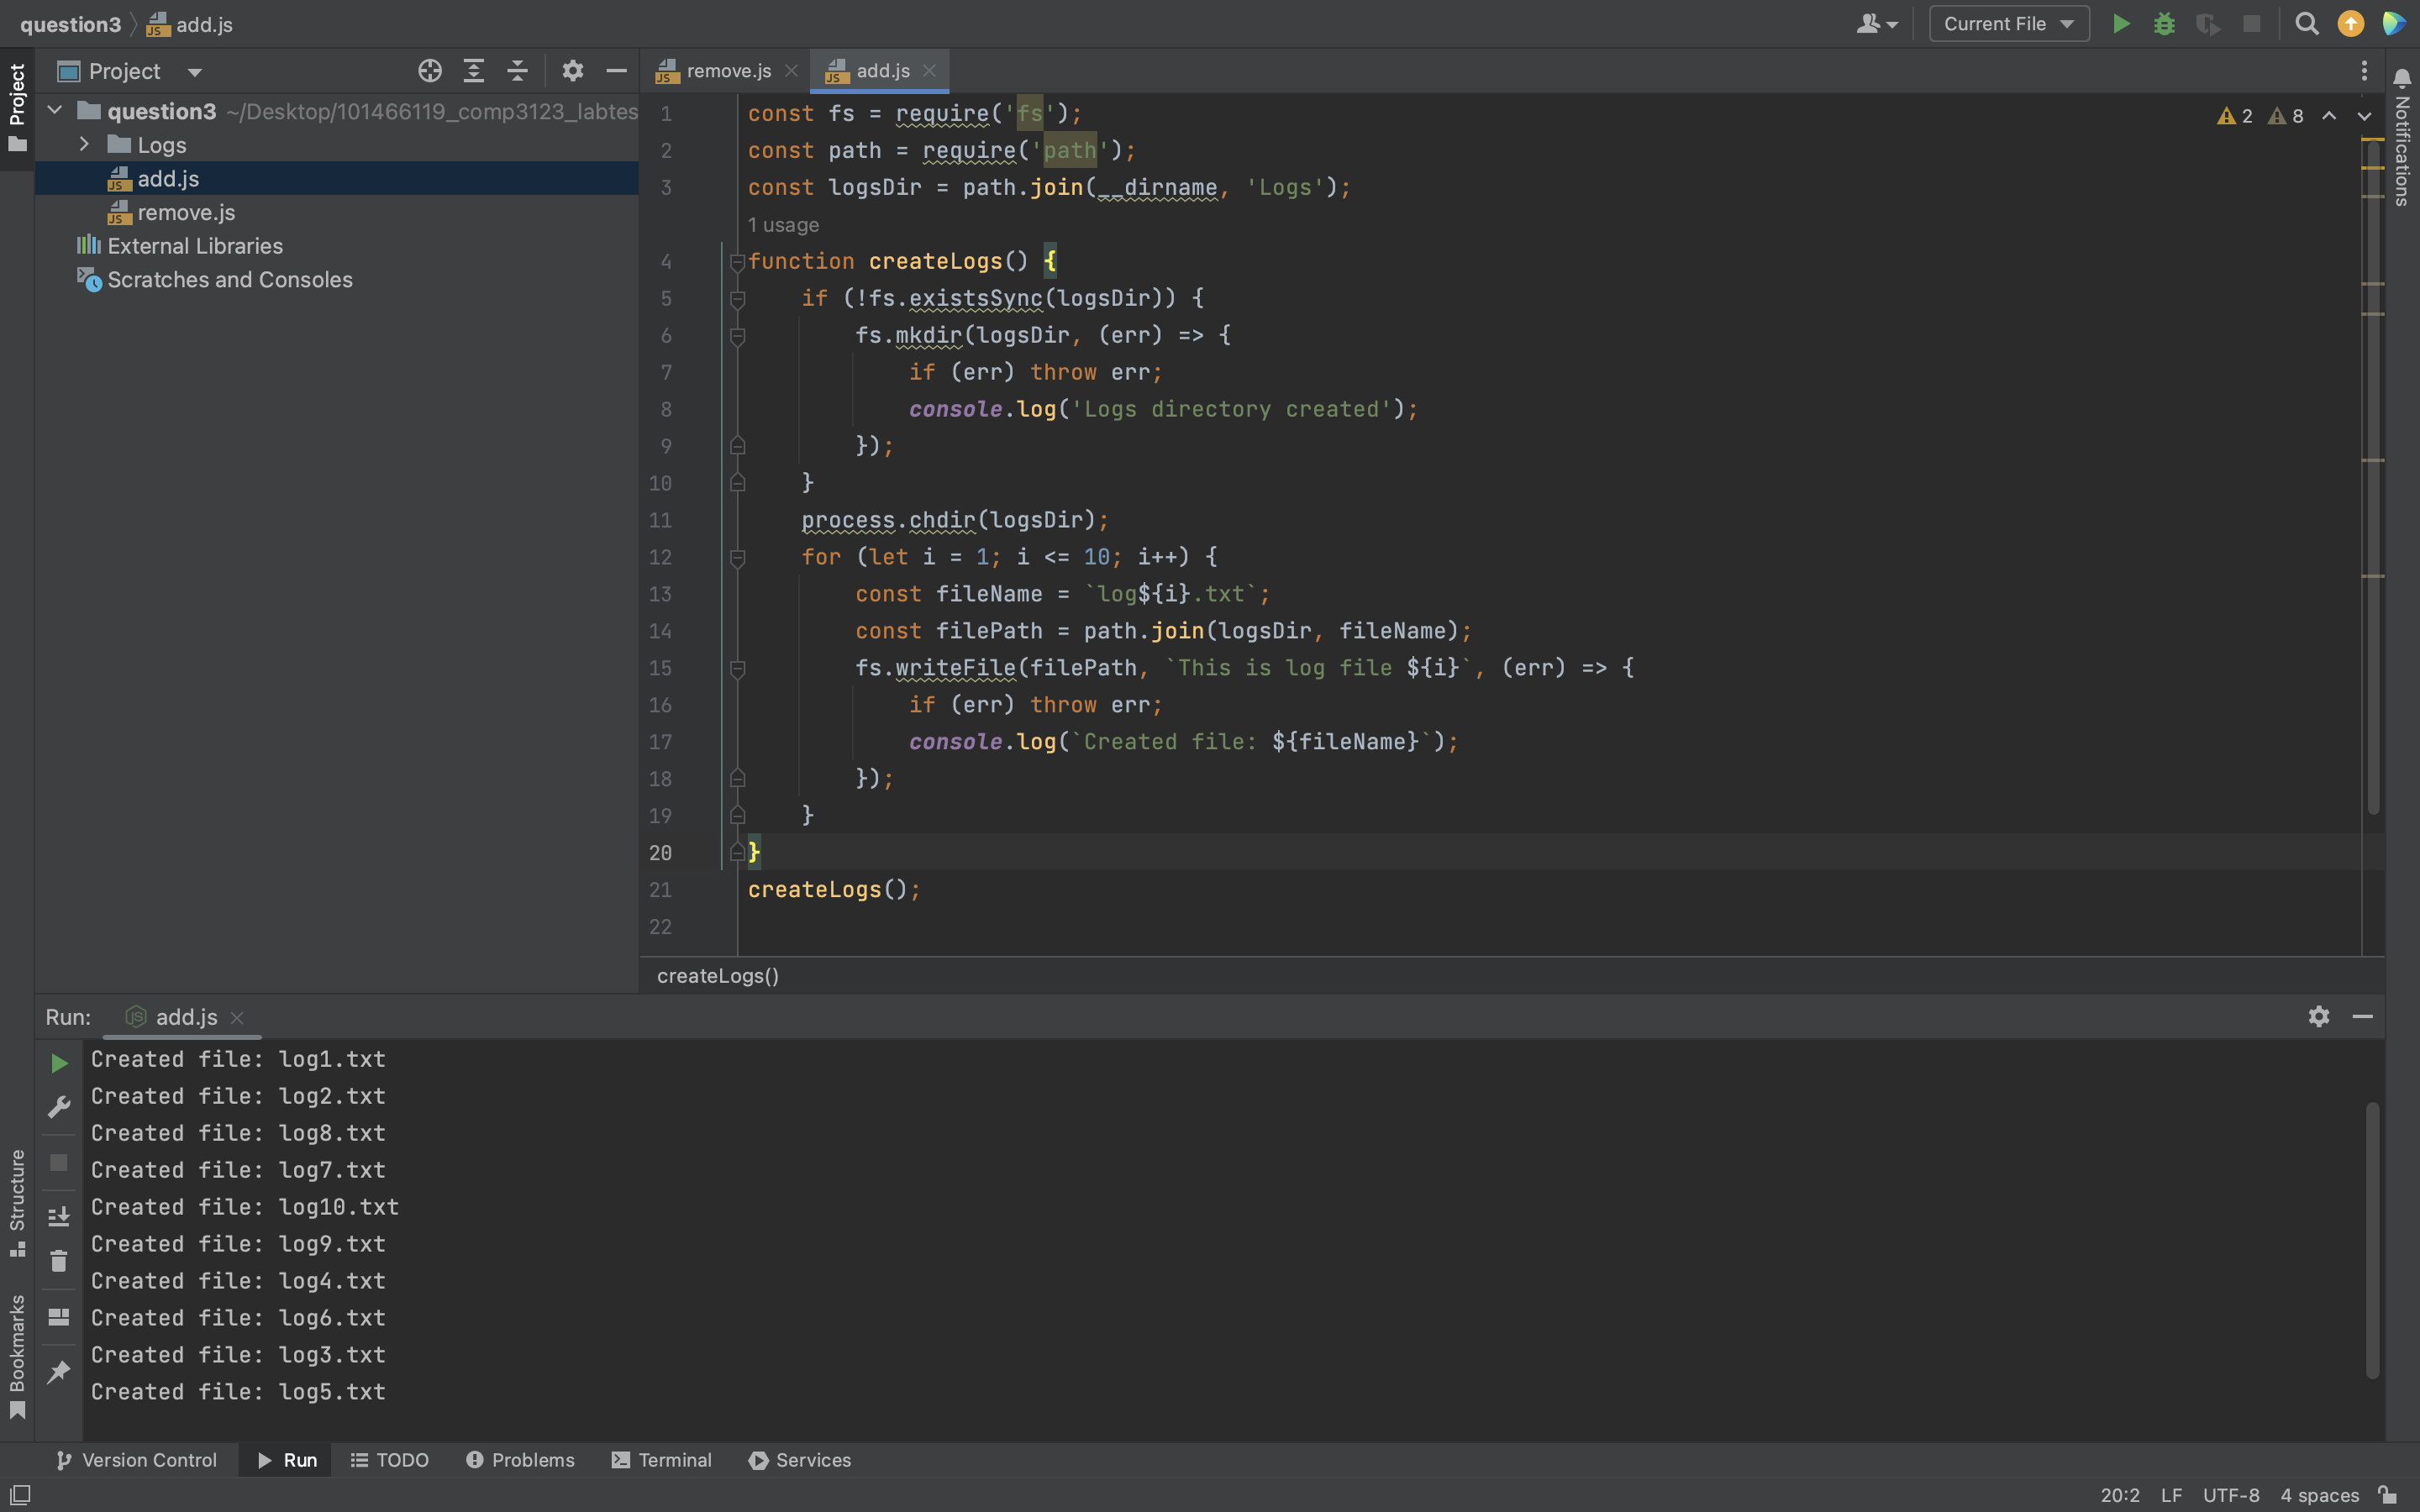 question3 add.js
Current File
Project
question3 ~/Desktop/101466119_comp3123_labtes
Logs
add.js
remove.js
External Libraries
Scratches and Consoles
remove.js add.js
2 8
1 const fs = require('fs');
2 const path = require('path');
3 const logsDir = path.join(__dirname, 'Logs');
1 usage
4 function createLogs() {
5 if (!fs.existsSync(logsDir)) {
6 fs.mkdir(logsDir, (err) => {
7 if (err) throw err;
8 console.log('Logs directory created');
9 });
10 }
11 process.chdir(logsDir);
12 for (let i = 1; i <= 10; i++) {
13 const fileName = `log${i}.txt`;
14 const filePath = path.join(logsDir, fileName);
15 fs.writeFile(filePath, `This is log file ${i}`, (err) => {
16 if (err) throw err;
17 console.log(`Created file: ${fileName}`);
18 });
19 }
20 }
21 createLogs();
22
createLogs()
Project
Structure
Bookmarks
Notifications
Run: add.js
Created file: log1.txt
Created file: log2.txt
Created file: log8.txt
Created file: log7.txt
Created file: log10.txt
Created file: log9.txt
Created file: log4.txt
Created file: log6.txt
Created file: log3.txt
Created file: log5.txt
Version Control Run TODO Problems Terminal Services
20:2 LF UTF-8 4 spaces